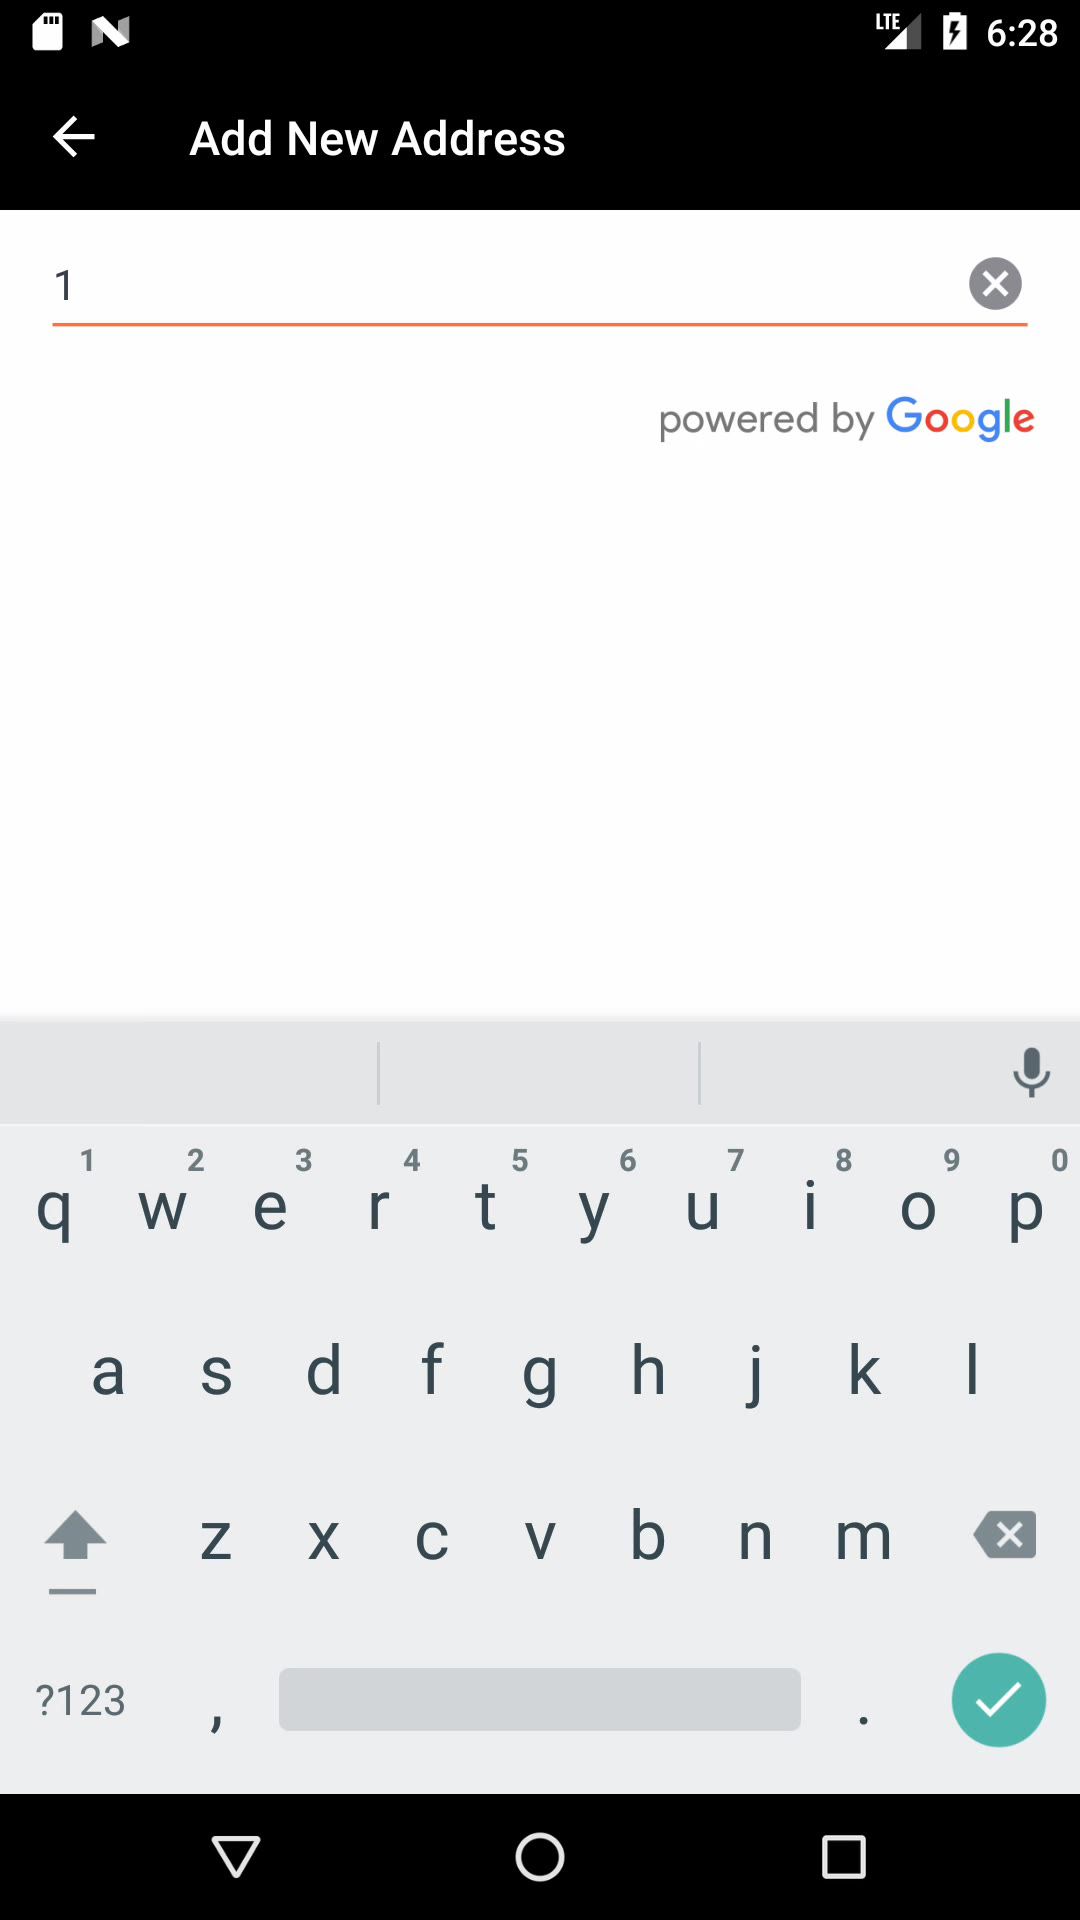 LTE 6:28
Add New Address
1
powered by Google
1 2 3 4 5 6 7 8 9 0
q w e r t y u i o p
a s d f g h j k l
z x c v b n m
?123 , .